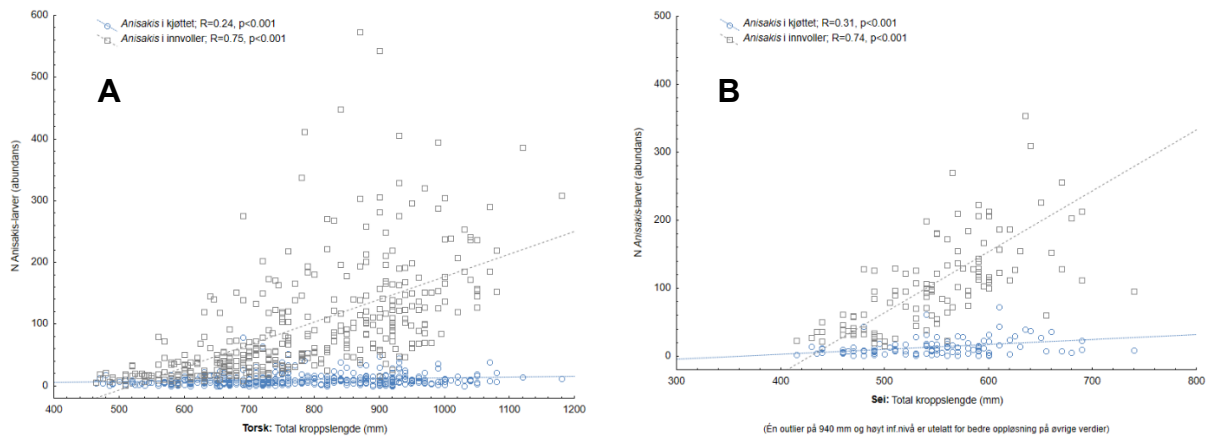 Anisakis i kjøttet; R=0.24, p<0.001
Anisakis i innvoller; R=0.75, p<0.001
A
600
500
400
300
200
100
0
N Anisakis-larver (abundans)
400 500 600 700 800 900 1000 1100 1200
Torsk: Total kroppslengde (mm)
Anisakis i kjøttet; R=0.31, p<0.001
Anisakis i innvoller; R=0.74, p<0.001
B
500
400
300
200
100
0
N Anisakis-larver (abundans)
300 400 500 600 700 800
Sei: Total kroppslengde (mm)
(Én outlier på 940 mm og høyt inf.nivå er utelatt for bedre oppløsning på øvrige verdier)